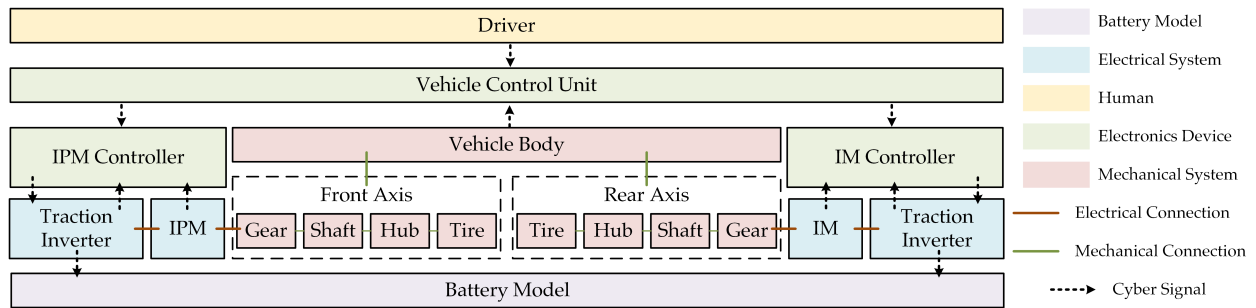 Driver
Vehicle Control Unit
IPM Controller
Vehicle Body
IM Controller
Front Axis
Rear Axis
Traction
Inverter
IPM
Gear
Shaft
Hub
Tire
Tire
Hub
Shaft
Gear
IM
Traction
Inverter
Battery Model
Battery Model
Electrical System
Human
Electronics Device
Mechanical System
Electrical Connection
Mechanical Connection
Cyber Signal